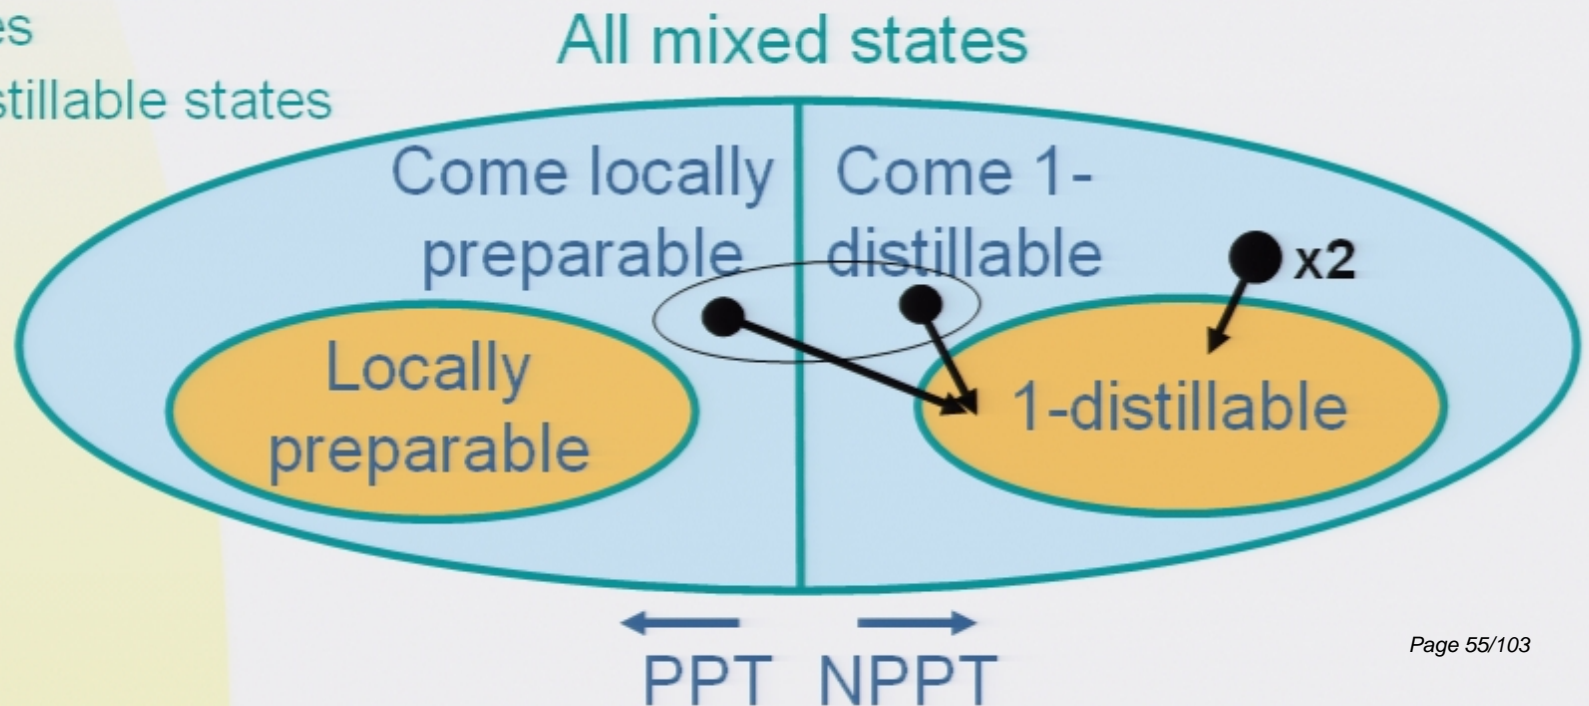 All mixed states
es
stillable states
Come locally
preparable
Come 1-
distillable
x2
Locally
preparable
1-distillable
PPT
NPPT
Page 55/103